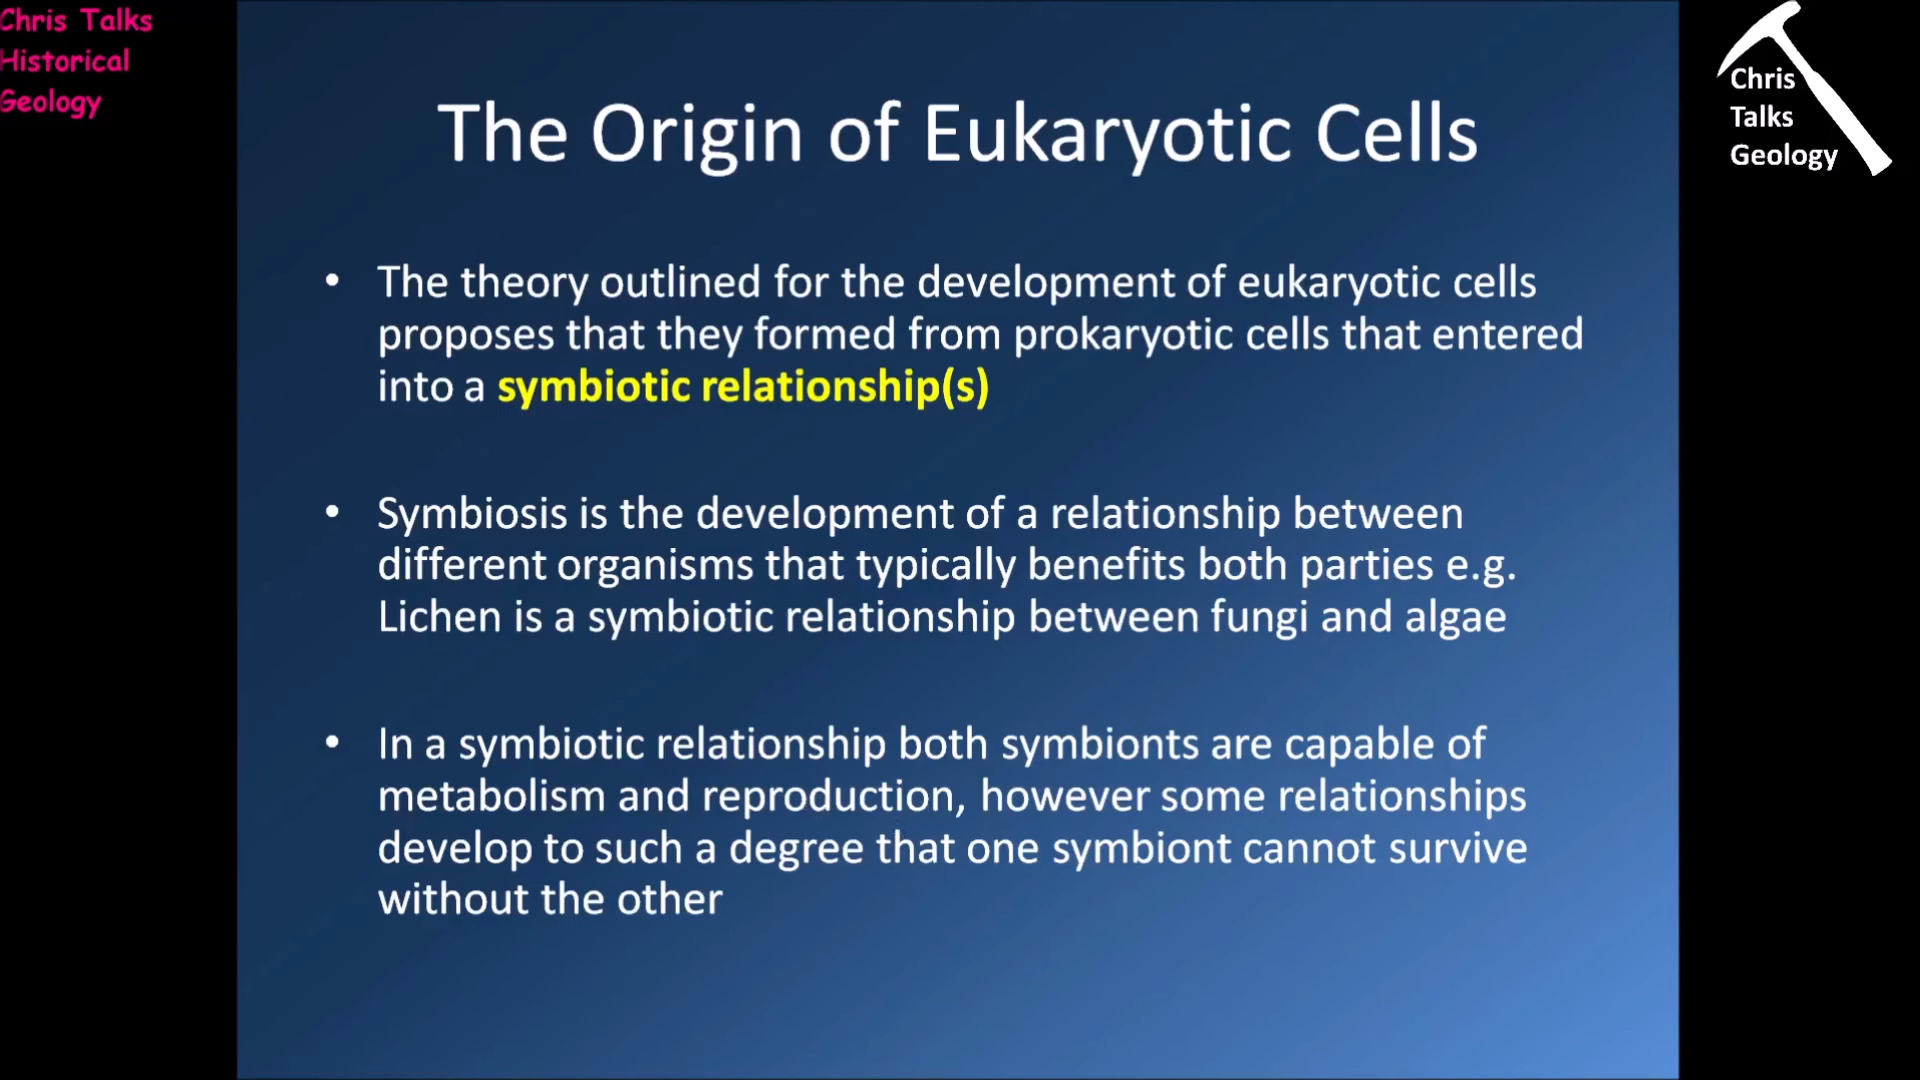 Chris Talks
Historical
Geology
Chris
Talks
Geology
The Origin of Eukaryotic Cells
• The theory outlined for the development of eukaryotic cells
proposes that they formed from prokaryotic cells that entered
into a symbiotic relationship(s)
• Symbiosis is the development of a relationship between
different organisms that typically benefits both parties e.g.
Lichen is a symbiotic relationship between fungi and algae
• In a symbiotic relationship both symbionts are capable of
metabolism and reproduction, however some relationships
develop to such a degree that one symbiont cannot survive
without the other